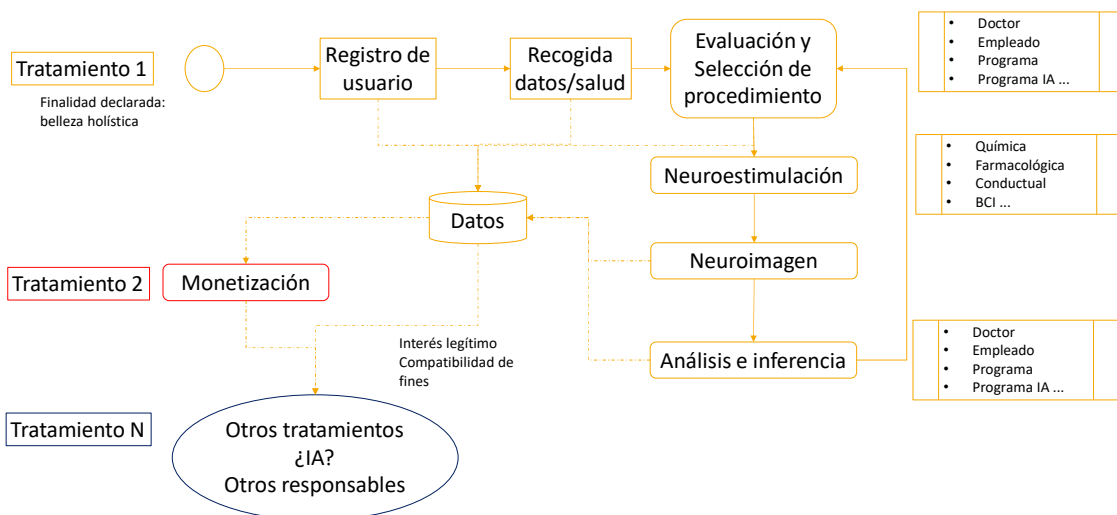 Tratamiento 1
Finalidad declarada:
belleza holística
Registro de
usuario
Recogida
datos/salud
Evaluación y
Selección de
procedimiento
• Doctor
• Empleado
• Programa
• Programa IA ...
Neuroestimulación
• Química
• Farmacológica
• Conductual
• BCI ...
Datos
Neuroimagen
Tratamiento 2
Monetización
Interés legítimo
Compatibilidad de
fines
Análisis e inferencia
• Doctor
• Empleado
• Programa
• Programa IA ...
Tratamiento N
Otros tratamientos
¿IA?
Otros responsables